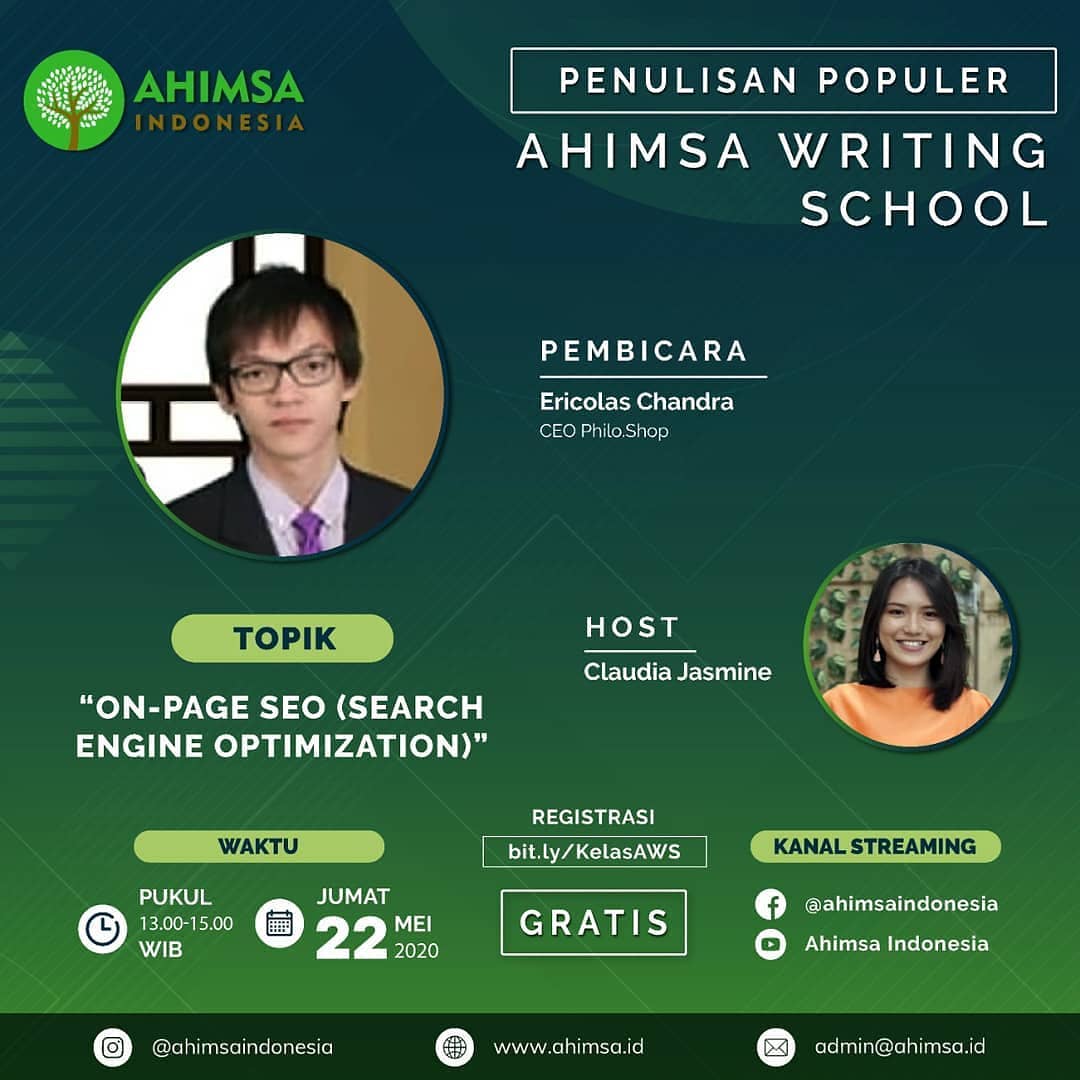 AHIMSA
INDONESIA
PENULISAN POPULER
AHIMSA WRITING
SCHOOL
PEMBICARA
Ericolas Chandra
CEO Philo.Shop
HOST
Claudia Jasmine
TOPIK
“ON-PAGE SEO (SEARCH
ENGINE OPTIMIZATION)”
WAKTU
PUKUL
13.00-15.00
WIB
JUMAT
22 MEI
2020
REGISTRASI
bit.ly/KelasAWS
GRATIS
KANAL STREAMING
@ahimsaindonesia
Ahimsa Indonesia
@ahimsaindonesia
www.ahimsa.id
admin@ahimsa.id